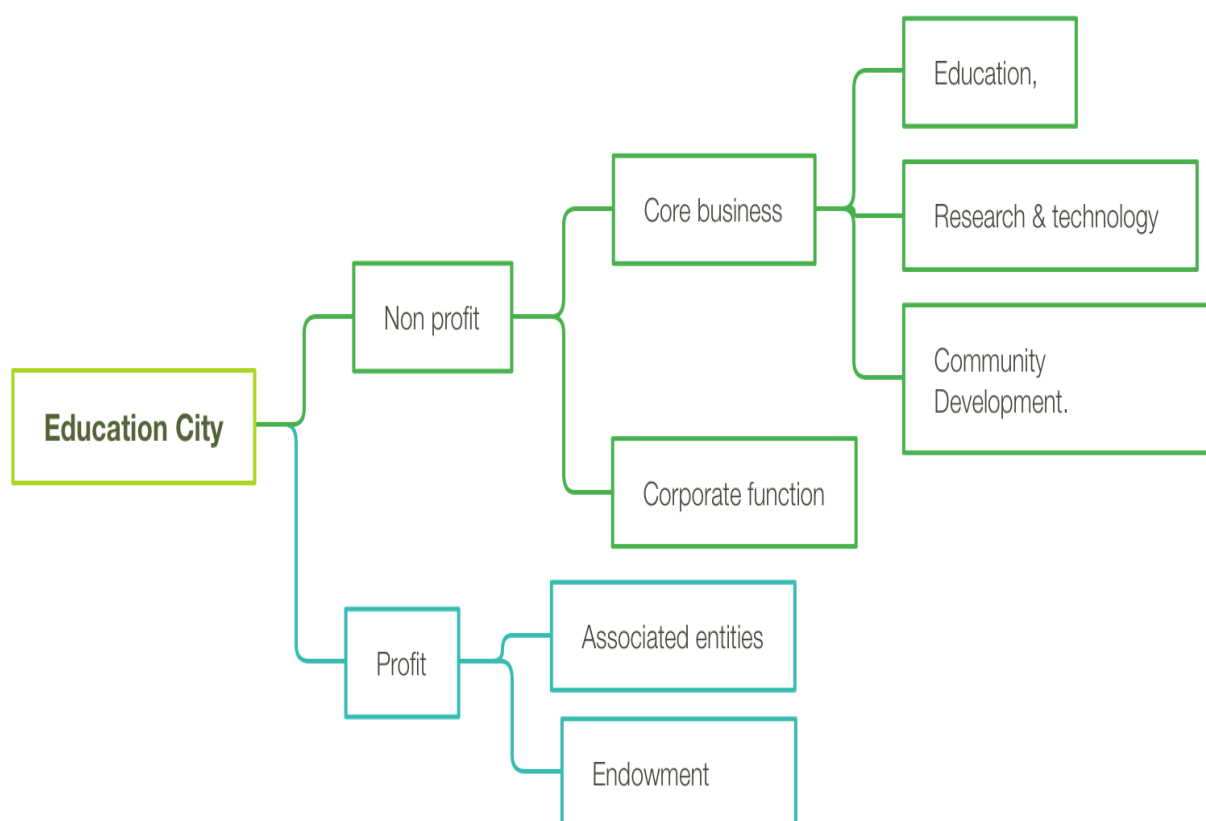 Education City
Non profit
Core business
Education,
Research & technology
Community
Development.
Corporate function
Profit
Associated entities
Endowment